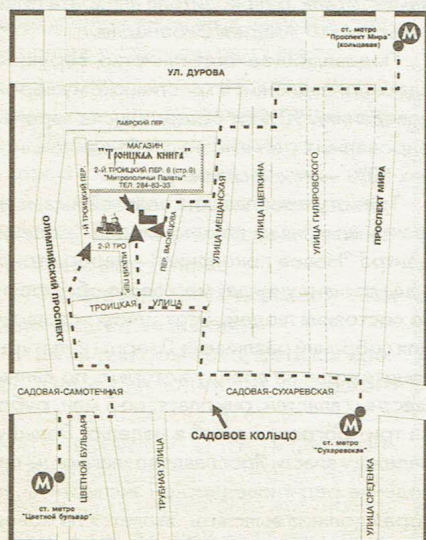 ст. метро
"Проспект Мира"
(кольцевая)
М
УЛ. ДУРОВА
ЛАВРСКИЙ ПЕР.
МАГАЗИН
"Троицкая книга"
2-Й ТРОИЦКИЙ ПЕР. 6 (стр.9)
"Митрополичьи Палаты"
ТЕЛ. 284-83-33
1-Й ТРОИЦКИЙ ПЕР.
ОЛИМПИЙСКИЙ ПРОСПЕКТ
2-Й ТРО
ИЦКИЙ ПЕР.
ПЕР. ВАСНЕЦОВА
УЛИЦА МЕЩАНСКАЯ
УЛИЦА ЩЕПКИНА
УЛИЦА ГИЛЯРОВСКОГО
ПРОСПЕКТ МИРА
ТРОИЦКАЯ УЛИЦА
САДОВАЯ-САМОТЕЧНАЯ
САДОВАЯ-СУХАРЕВСКАЯ
САДОВОЕ КОЛЬЦО
ЦВЕТНОЙ БУЛЬВАР
ТРУБНАЯ УЛИЦА
УЛИЦА СРЕТЕНКА
М
ст. метро
"Сухаревская"
М
ст. метро
"Цветной бульвар"